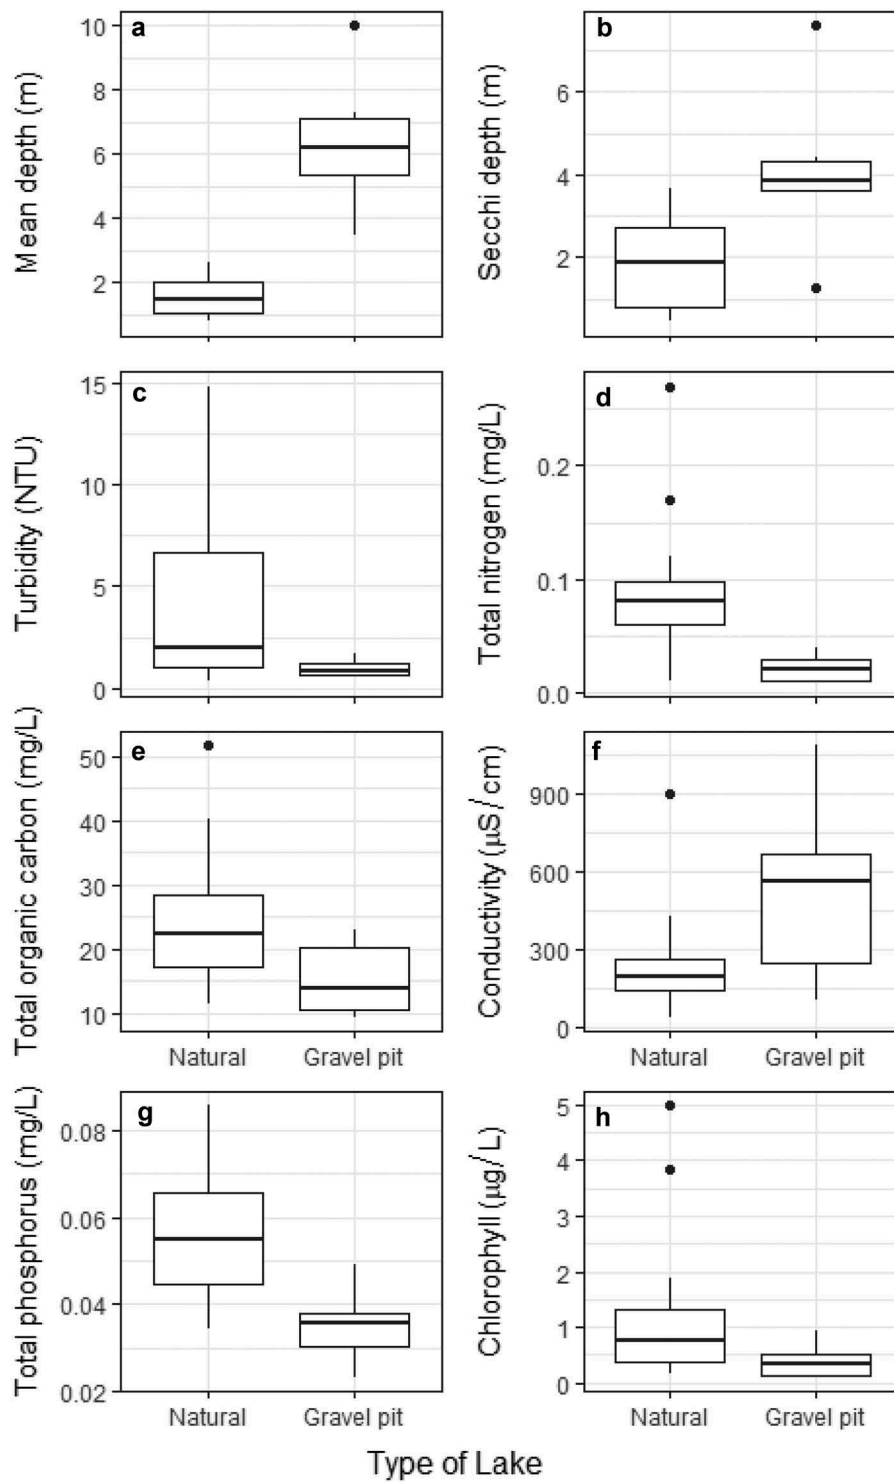 a
Mean depth (m)
10
8
6
4
2
b
Secchi depth (m)
6
4
2
c
Turbidity (NTU)
15
10
5
0
d
Total nitrogen (mg/L)
0.2
0.1
0.0
e
Total organic carbon (mg/L)
50
40
30
20
10
Natural Gravel pit
f
Conductivity (µS/cm)
900
600
300
0
Natural Gravel pit
g
Total phosphorus (mg/L)
0.08
0.06
0.04
0.02
Natural Gravel pit
h
Chlorophyll (µg/L)
5
4
3
2
1
0
Natural Gravel pit
Type of Lake